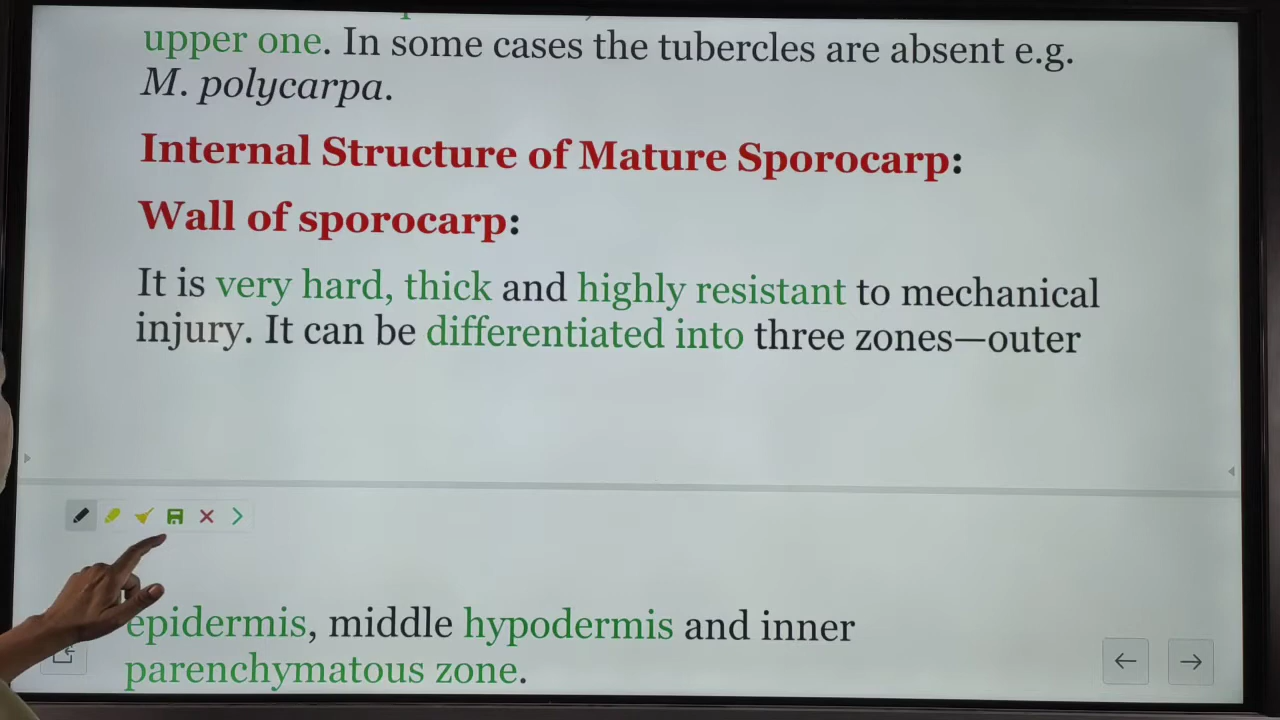 upper one. In some cases the tubercles are absent e.g.
M. polycarpa.
Internal Structure of Mature Sporocarp:
Wall of sporocarp:
It is very hard, thick and highly resistant to mechanical
injury. It can be differentiated into three zones—outer
epidermis, middle hypodermis and inner
parenchymatous zone.